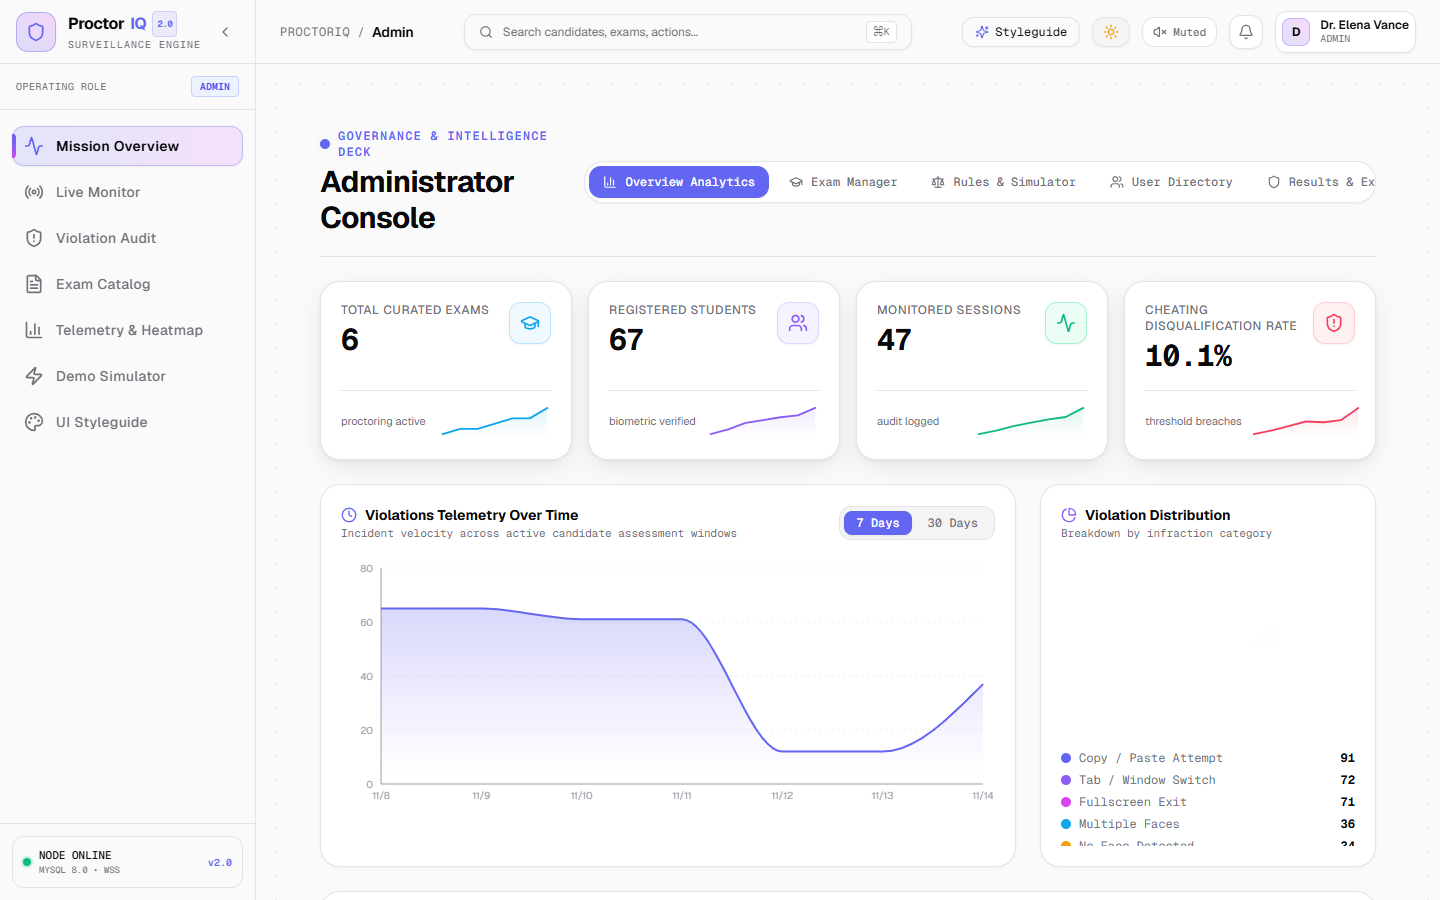 Proctor IQ 2.0
SURVEILLANCE ENGINE
OPERATING ROLE
ADMIN
Mission Overview
Live Monitor
Violation Audit
Exam Catalog
Telemetry & Heatmap
Demo Simulator
UI Styleguide
NODE ONLINE
MYSQL 8.0 • WSS
v2.0
PROCTORIQ / Admin
Search candidates, exams, actions...
⌘K
Styleguide
Muted
D
Dr. Elena Vance
ADMIN
GOVERNANCE & INTELLIGENCE
DECK
Administrator
Console
Overview Analytics
Exam Manager
Rules & Simulator
User Directory
Results & Ex
TOTAL CURATED EXAMS
6
proctoring active
REGISTERED STUDENTS
67
biometric verified
MONITORED SESSIONS
47
audit logged
CHEATING
DISQUALIFICATION RATE
10.1%
threshold breaches
Violations Telemetry Over Time
Incident velocity across active candidate assessment windows
7 Days
30 Days
80
60
40
20
0
11/8
11/9
11/10
11/11
11/12
11/13
11/14
Violation Distribution
Breakdown by infraction category
Copy / Paste Attempt 91
Tab / Window Switch 72
Fullscreen Exit 71
Multiple Faces 36
No Face Detected 34